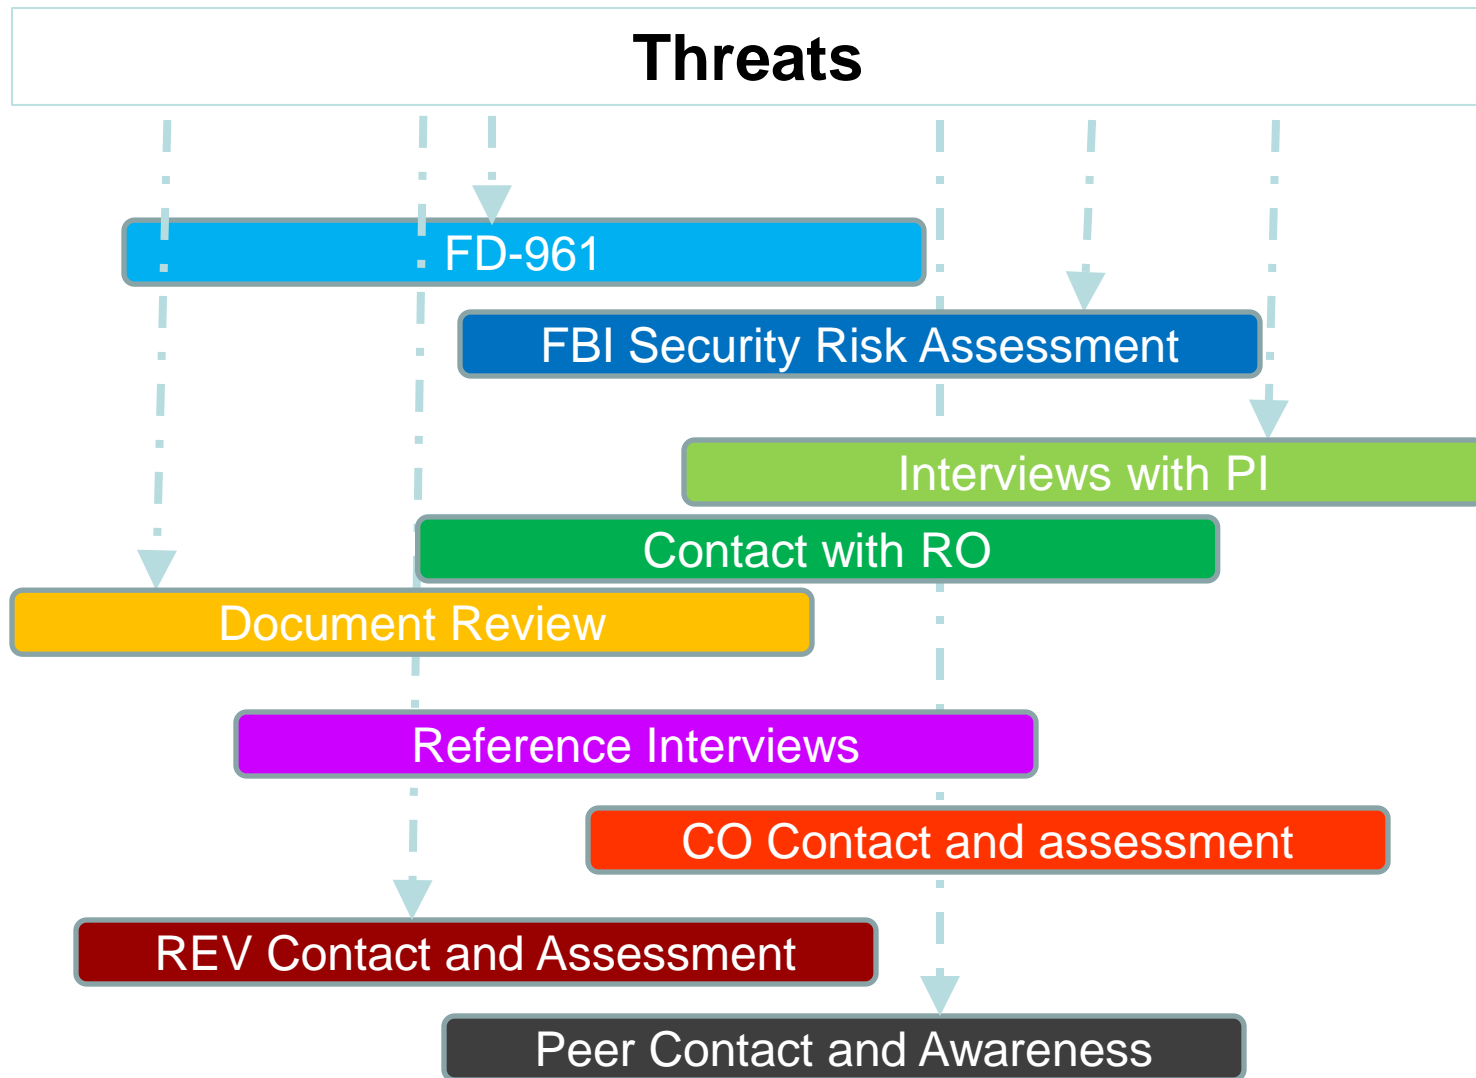 Threats
FD-961
FBI Security Risk Assessment
Interviews with PI
Contact with RO
Document Review
Reference Interviews
CO Contact and assessment
REV Contact and Assessment
Peer Contact and Awareness